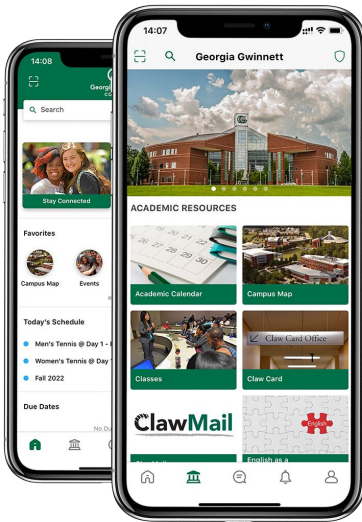 14:08
Search
Stay Connected
Favorites
Campus Map
Events
Today's Schedule
Men's Tennis @ Day 1 -
Women's Tennis @ Day
Fall 2022
Due Dates
14:07
Georgia Gwinnett
ACADEMIC RESOURCES
Academic Calendar
Campus Map
Claw Card Office
Classes
Claw Card
ClawMail
English
English as a